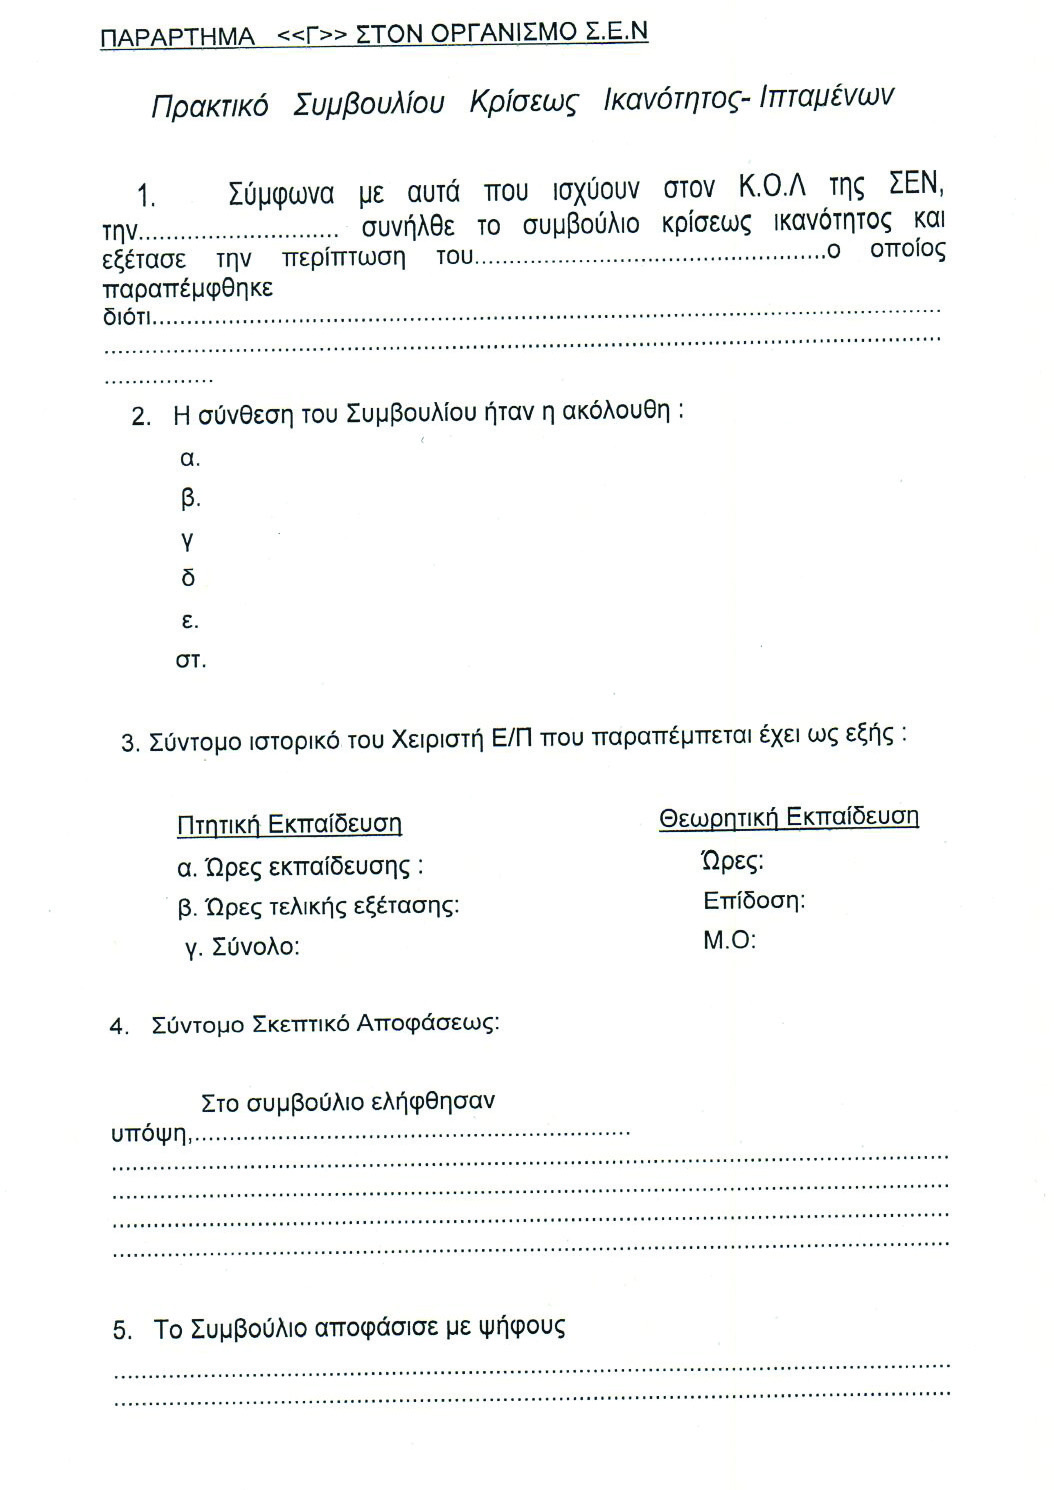 ΠΑΡΑΡΤΗΜΑ <<Γ>> ΣΤΟΝ ΟΡΓΑΝΙΣΜΟ Σ.Ε.Ν
Πρακτικό Συμβουλίου Κρίσεως Ικανότητος- Ιπταμένων
1. Σύμφωνα με αυτά που ισχύουν στον Κ.Ο.Λ της ΣΕΝ,
την............................. συνήλθε το συμβούλιο κρίσεως ικανότητος και
εξέτασε την περίπτωση του...................................................ο οποίος
παραπέμφθηκε
διότι..................................................................................................................
.........................................................................................................................
................
2. Η σύνθεση του Συμβουλίου ήταν η ακόλουθη :
α.
β.
γ
δ
ε.
στ.
3. Σύντομο ιστορικό του Χειριστή Ε/Π που παραπέμπεται έχει ως εξής :
Πτητική Εκπαίδευση Θεωρητική Εκπαίδευση
α. Ώρες εκπαίδευσης : Ώρες:
β. Ώρες τελικής εξέτασης: Επίδοση:
γ. Σύνολο: Μ.Ο:
4. Σύντομο Σκεπτικό Αποφάσεως:
Στο συμβούλιο ελήφθησαν
υπόψη,...............................................................
.........................................................................................................................
.........................................................................................................................
.........................................................................................................................
.........................................................................................................................
5. Το Συμβούλιο αποφάσισε με ψήφους
.........................................................................................................................
.........................................................................................................................